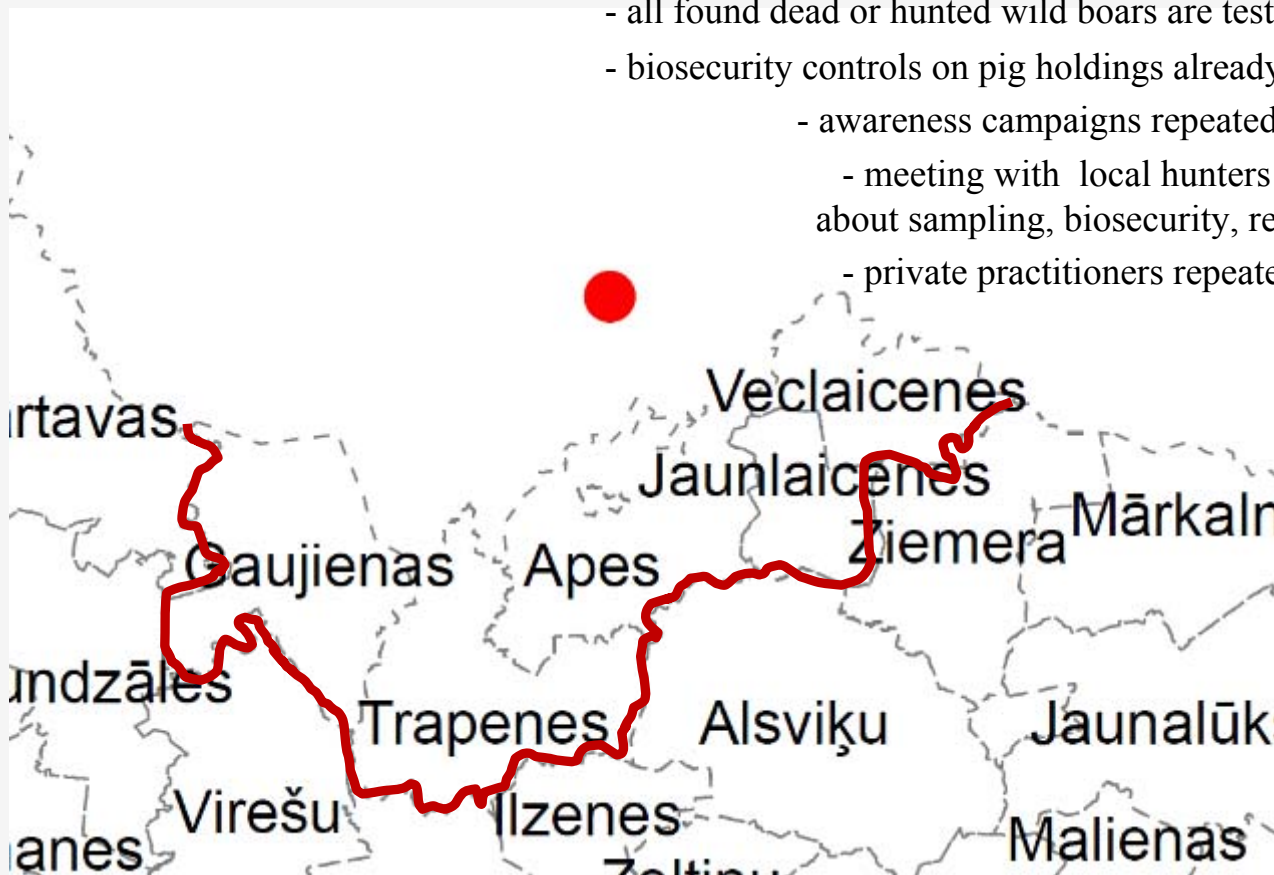 - all found dead or hunted wild boars are test
- biosecurity controls on pig holdings already
- awareness campaigns repeated
- meeting with local hunters
about sampling, biosecurity, re
- private practitioners repeate
Veclaicenes
rtavas
Jaunlaicenes
Mārkaln
Ziemera
Gaujienas
Apes
undzāles
Trapenes
Alsviķu
Jaunalūk
Virešu
Ilzenes
Malienas
anes